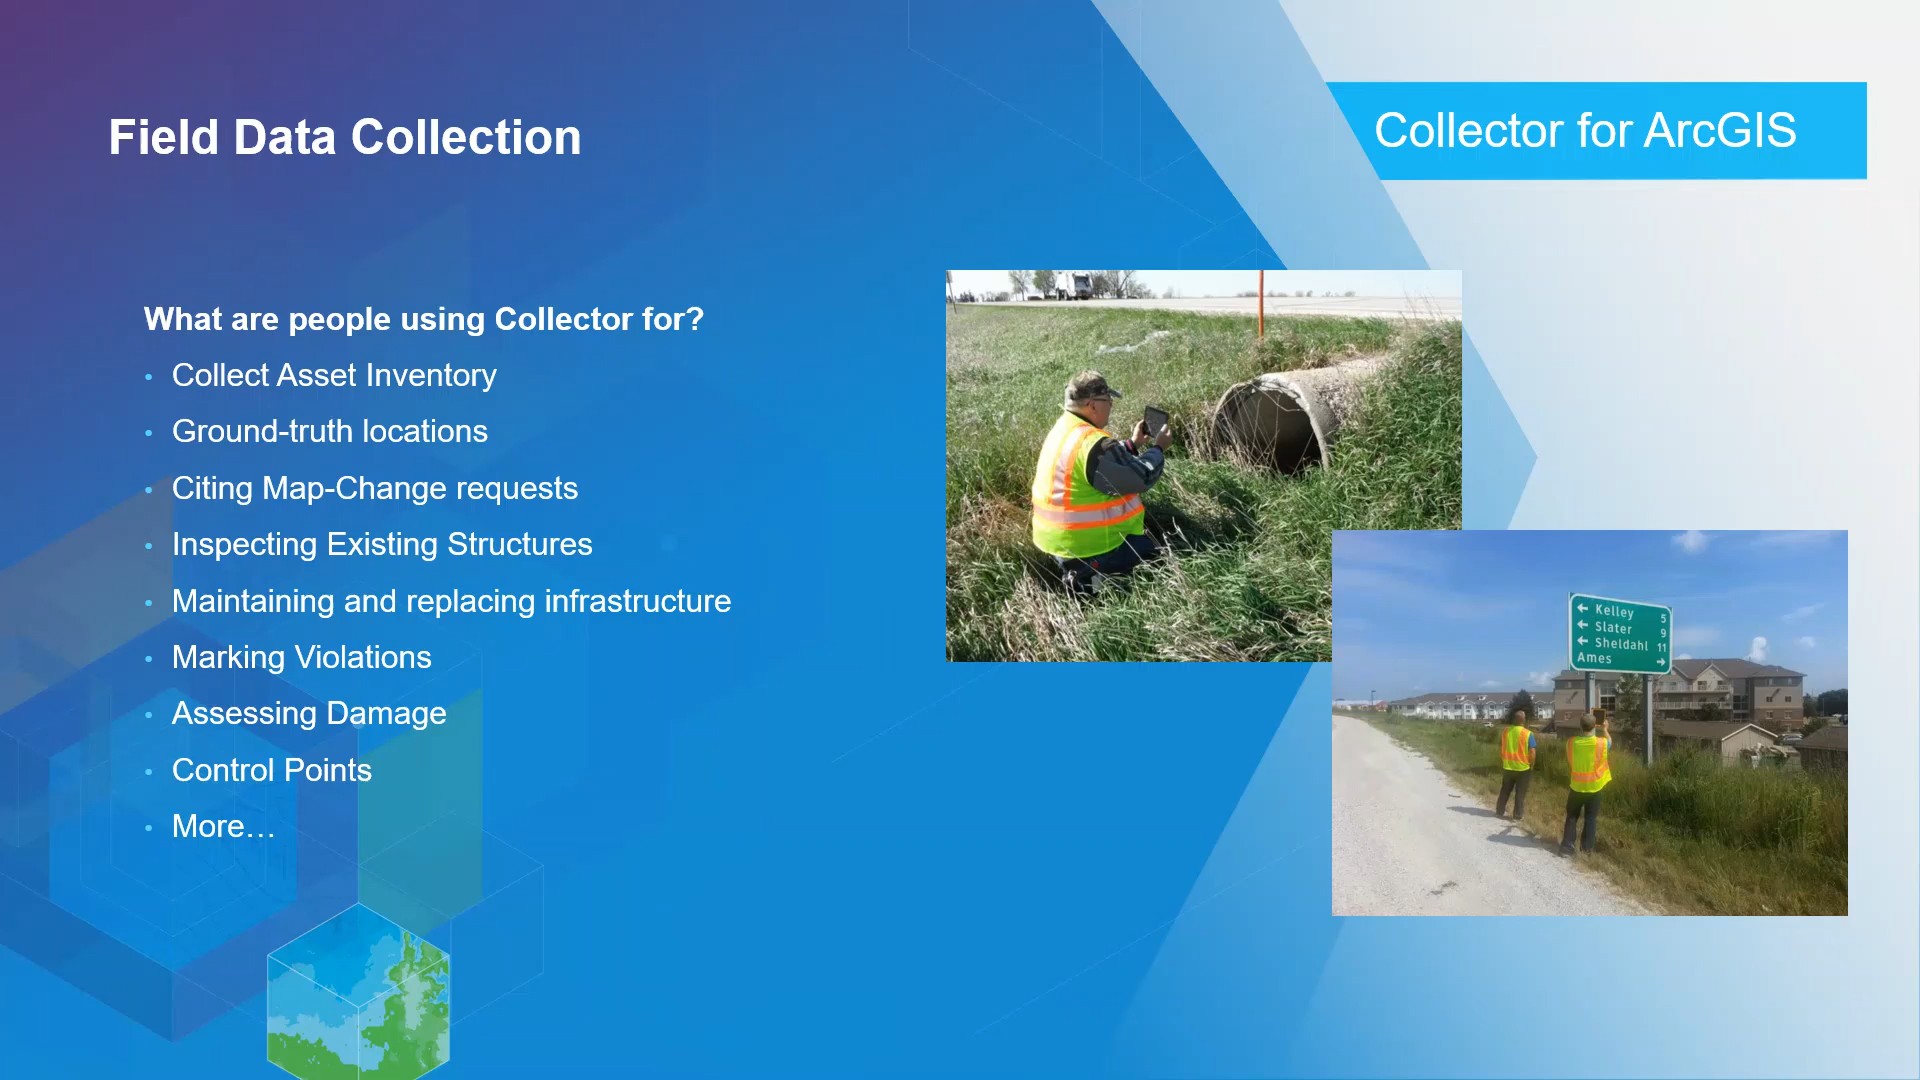 Field Data Collection
Collector for ArcGIS
What are people using Collector for?
• Collect Asset Inventory
• Ground-truth locations
• Citing Map-Change requests
• Inspecting Existing Structures
• Maintaining and replacing infrastructure
• Marking Violations
• Assessing Damage
• Control Points
• More…
← Kelley 5
← Slater 9
← Sheldahl 11
Ames →